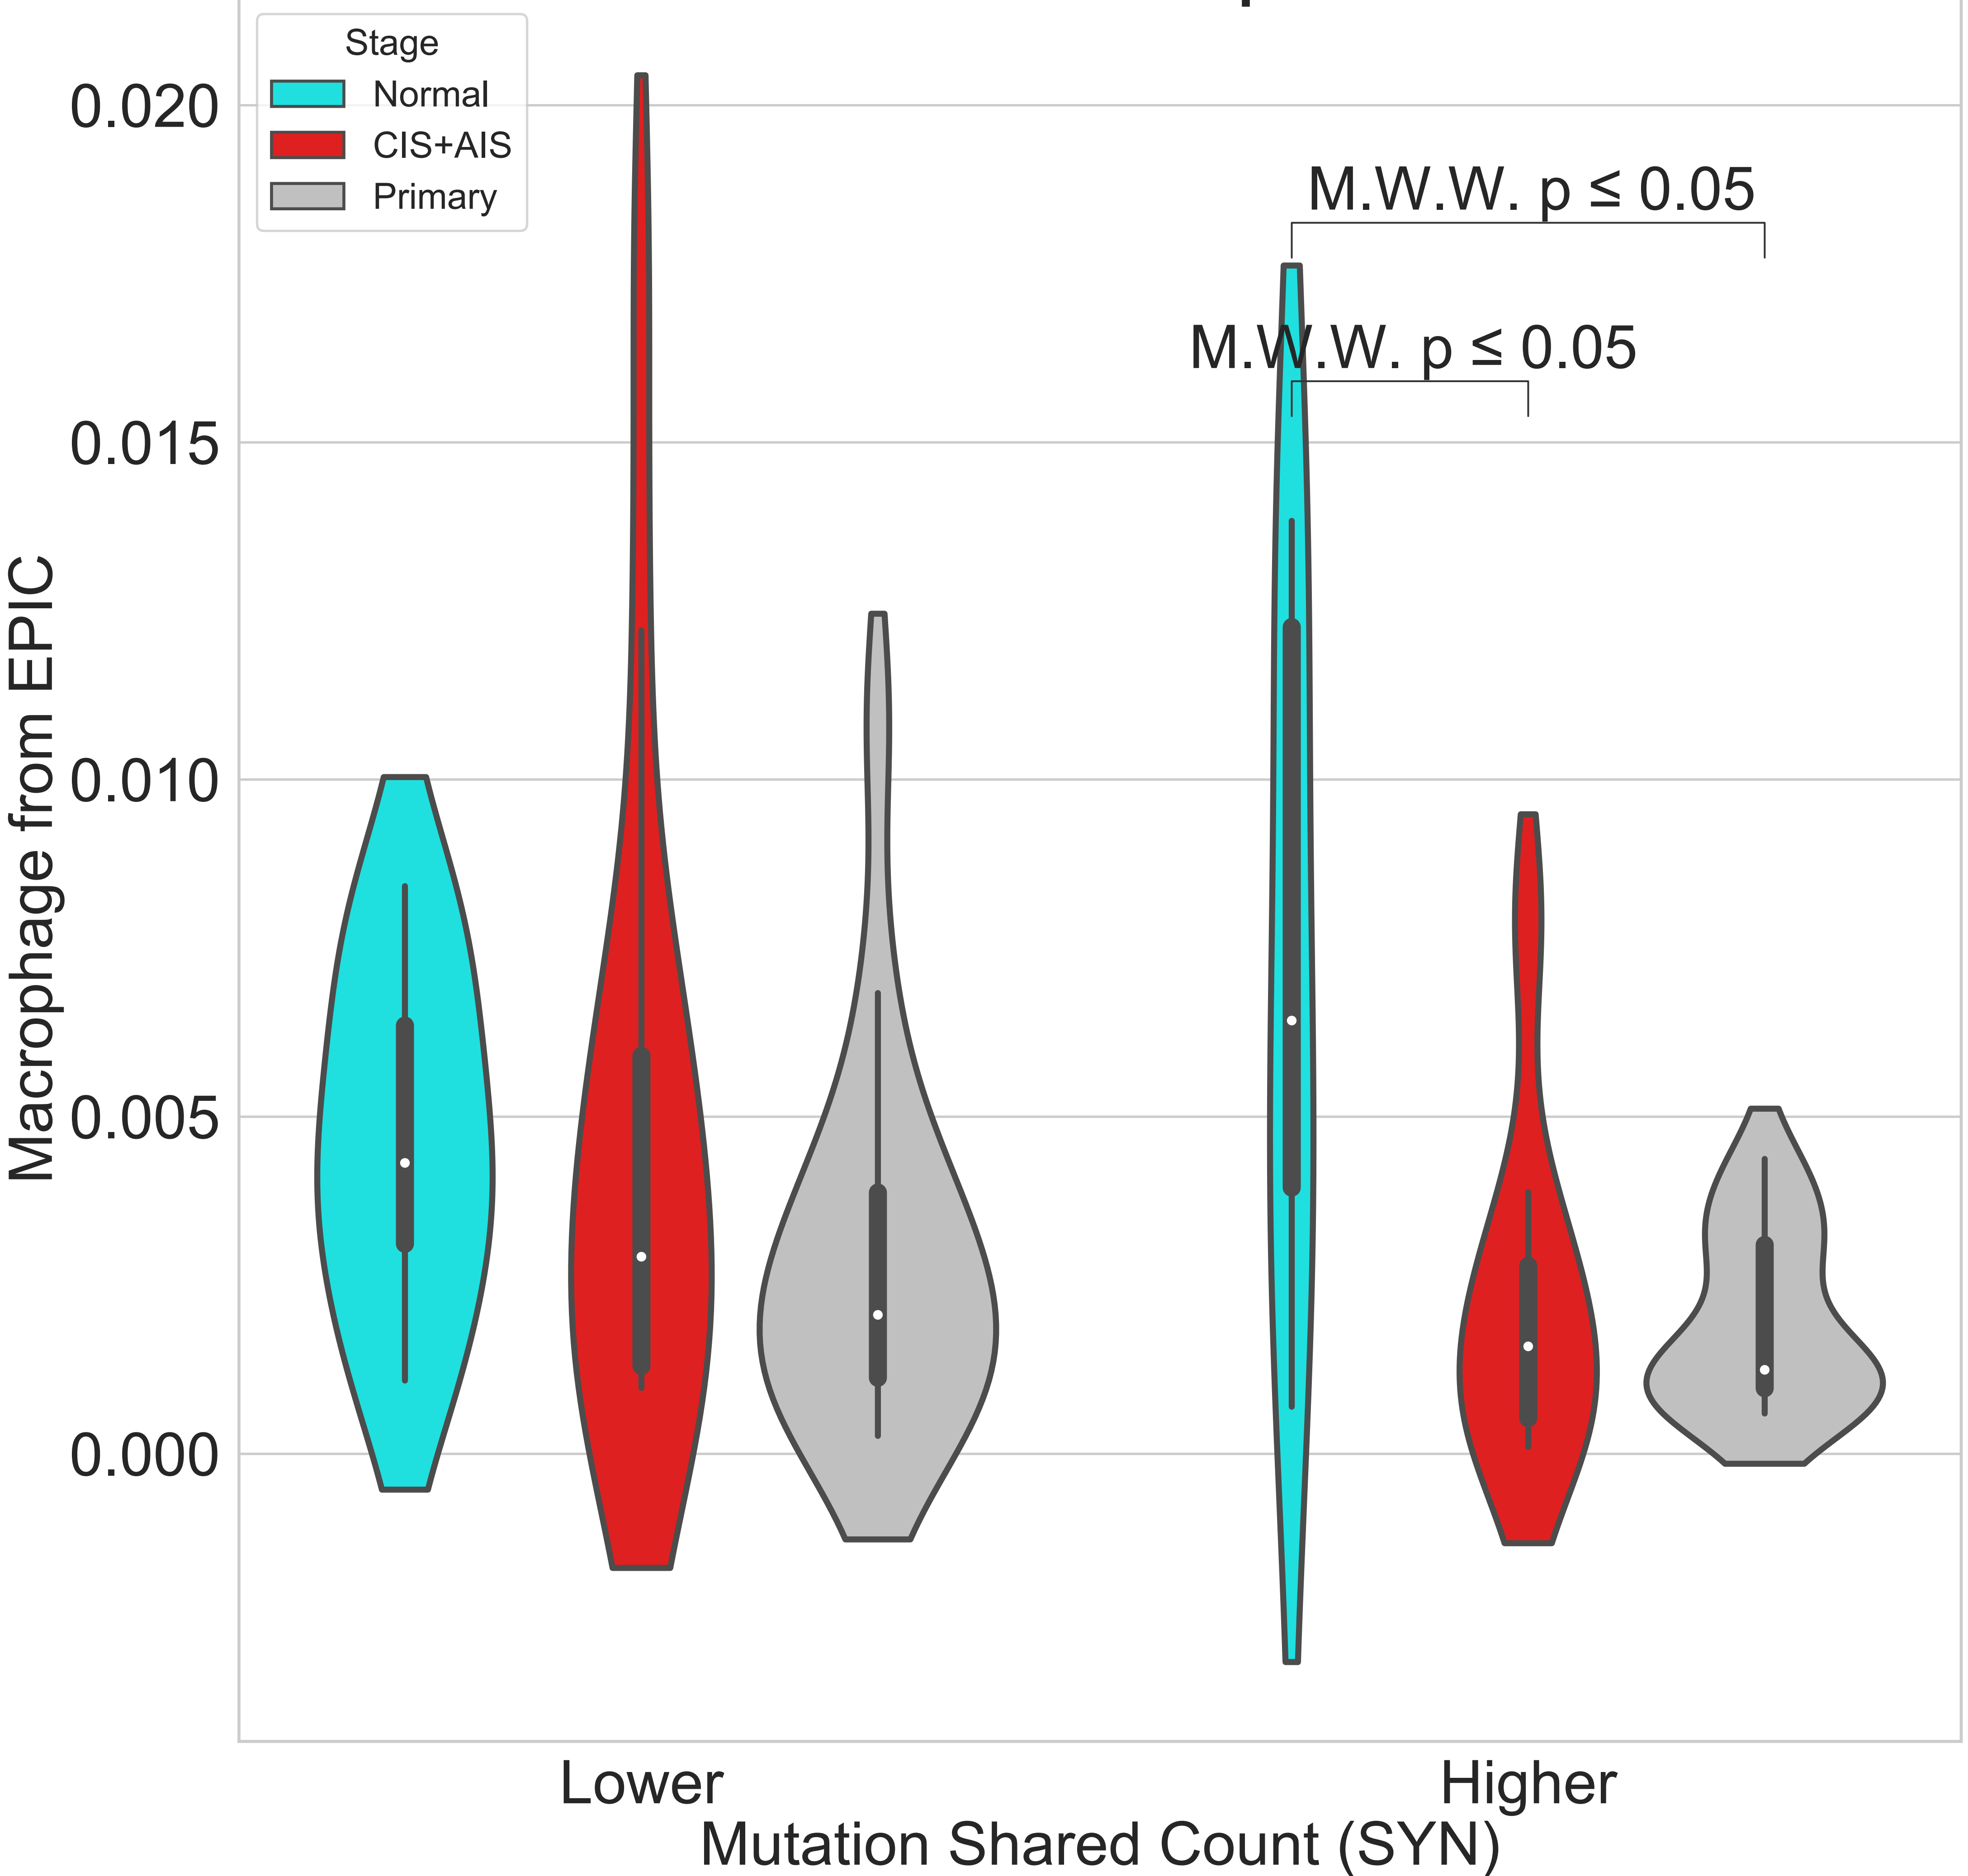 Stage
Normal
CIS+AIS
Primary
0.020
0.015
0.010
0.005
0.000
Macrophage from EPIC
M.W.W. p ≤ 0.05
M.W.W. p ≤ 0.05
Lower
Higher
Mutation Shared Count (SYN)